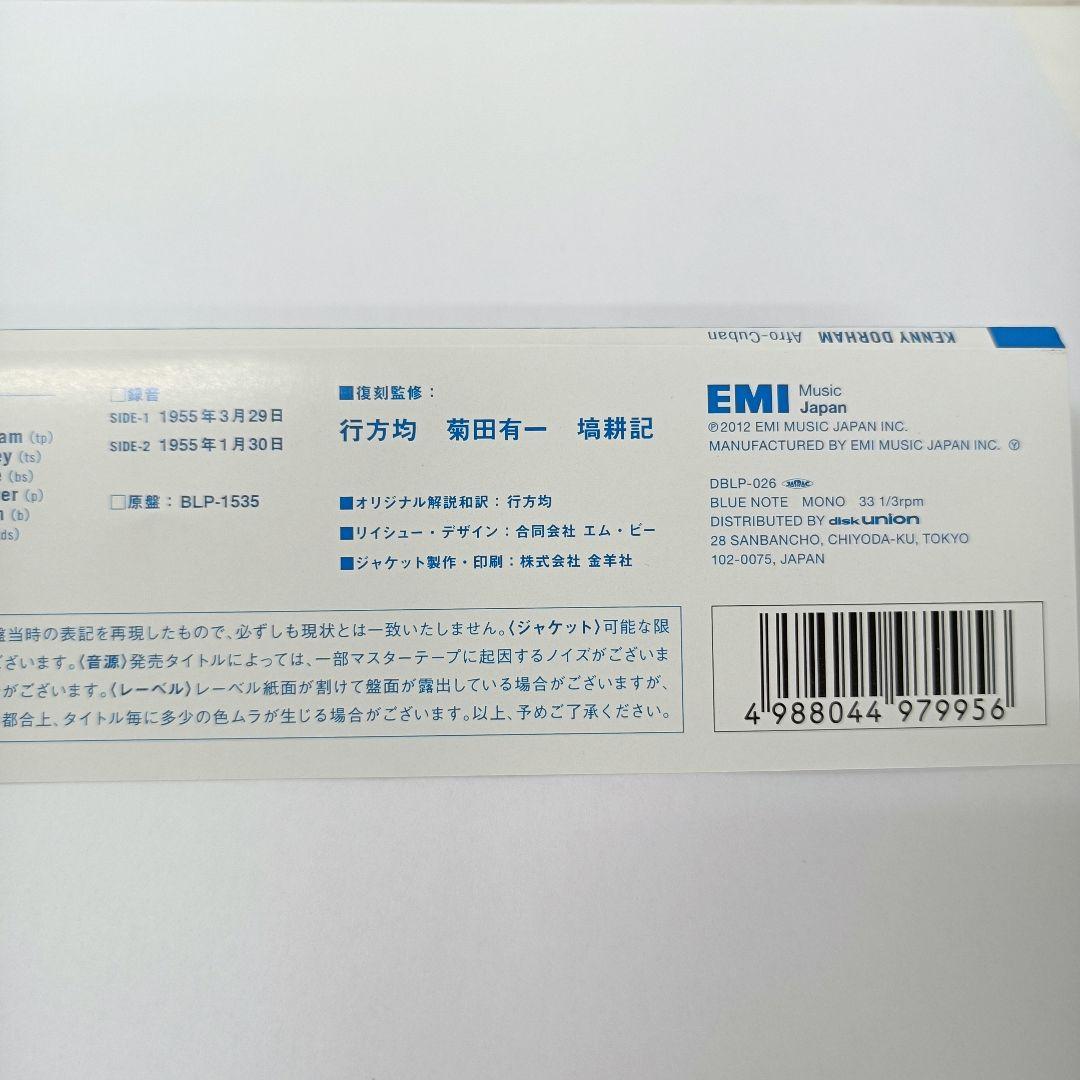 KENNY DORHAM Afro-Cuban
□録音
SIDE-1 1955年3月29日
SIDE-2 1955年1月30日
(tp)
(ts)
(bs)
(p)
(b)
□原盤：BLP-1535
■復刻監修：
行方均 菊田有一 塙耕記
■オリジナル解説和訳：行方均
■リイシュー・デザイン：合同会社 エム・ビー
■ジャケット製作・印刷：株式会社 金羊社
EMI Music Japan
℗2012 EMI MUSIC JAPAN INC.
MANUFACTURED BY EMI MUSIC JAPAN INC. Ⓨ
DBLP-026
BLUE NOTE MONO 33 1/3rpm
DISTRIBUTED BY disk union
28 SANBANCHO, CHIYODA-KU, TOKYO
102-0075, JAPAN
盤当時の表記を再現したもので、必ずしも現状とは一致いたしません。〈ジャケット〉可能な限
ございます。〈音源〉発売タイトルによっては、一部マスターテープに起因するノイズがございま
がございます。〈レーベル〉レーベル紙面が割けて盤面が露出している場合がございますが、
都合上、タイトル毎に多少の色ムラが生じる場合がございます。以上、予めご了承ください。
4 988044 979956